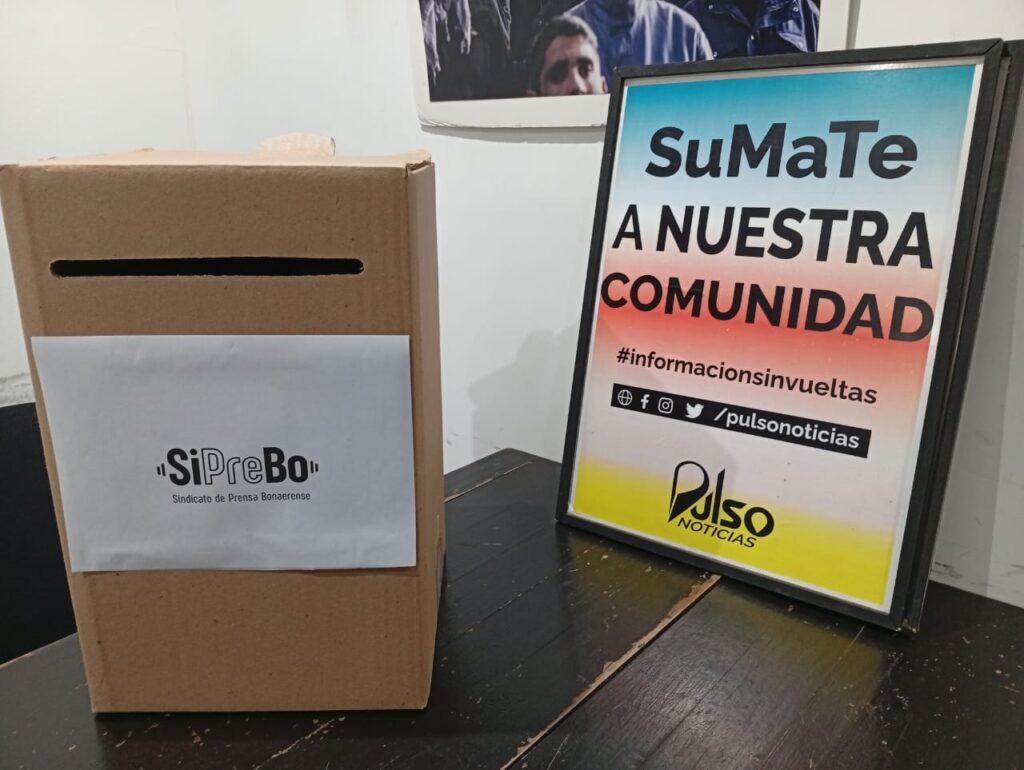 SiPreBo
Sindicato de Prensa Bonaerense
SuMaTe
A NUESTRA
COMUNIDAD
#informacionsinvueltas
/pulsonoticias
Pulso
NOTICIAS